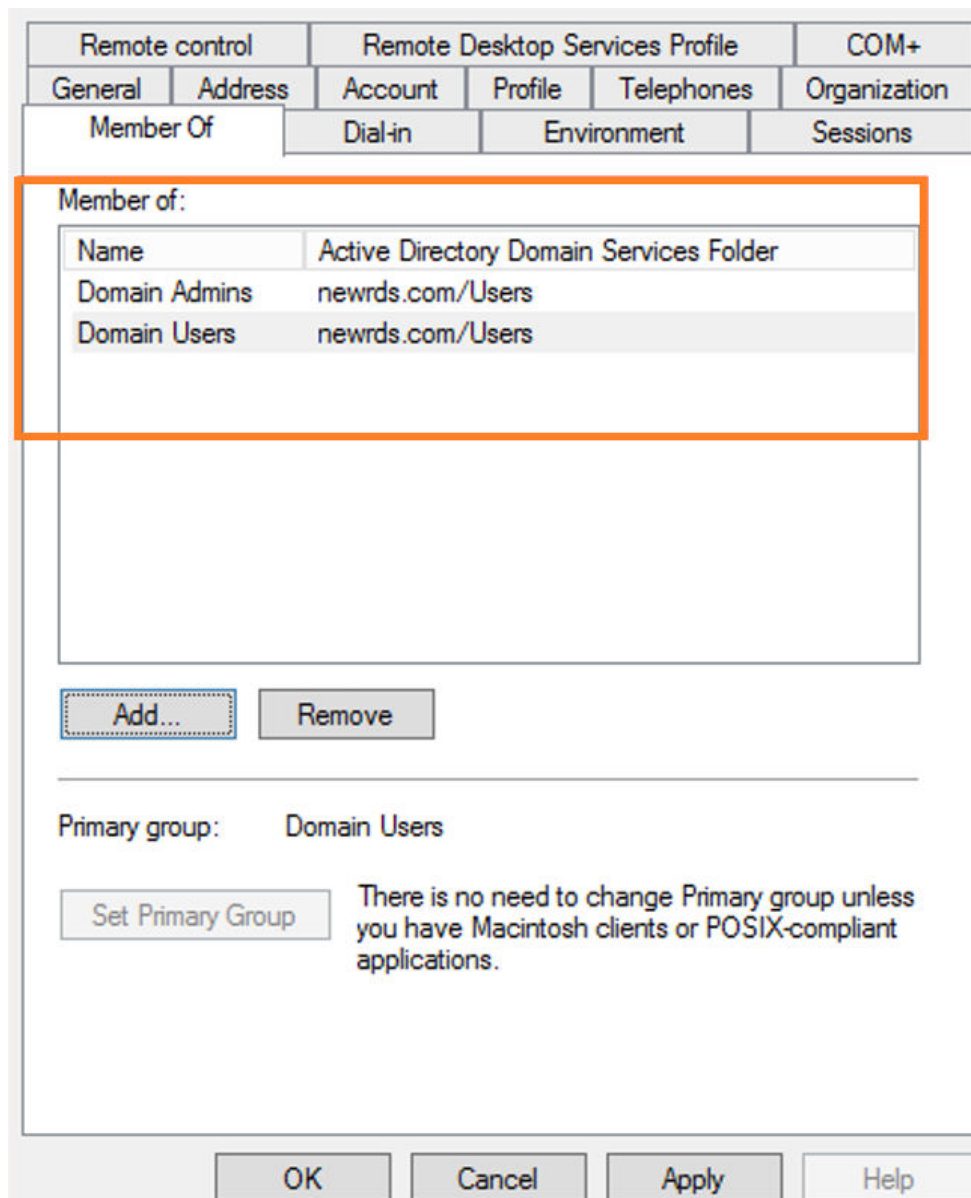 Remote control Remote Desktop Services Profile COM+
General Address Account Profile Telephones Organization
Member Of Dial-in Environment Sessions
Member of:
Name Active Directory Domain Services Folder
Domain Admins newrds.com/Users
Domain Users newrds.com/Users
Add... Remove
Primary group: Domain Users
Set Primary Group
There is no need to change Primary group unless
you have Macintosh clients or POSIX-compliant
applications.
OK Cancel Apply Help